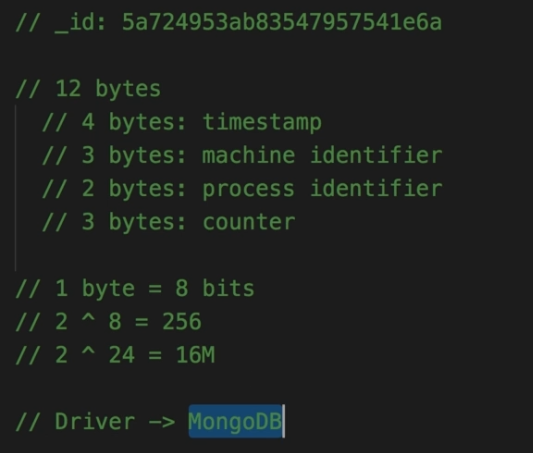 // _id: 5a724953ab83547957541e6a
// 12 bytes
// 4 bytes: timestamp
// 3 bytes: machine identifier
// 2 bytes: process identifier
// 3 bytes: counter
// 1 byte = 8 bits
// 2 ^ 8 = 256
// 2 ^ 24 = 16M
// Driver -> MongoDB